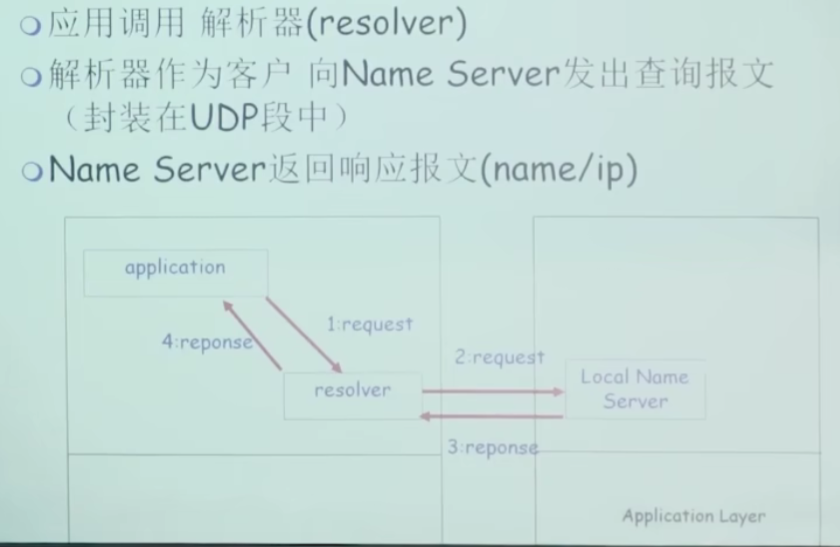 应用调用 解析器(resolver)
解析器作为客户 向Name Server发出查询报文
（封装在UDP段中）
Name Server返回响应报文(name/ip)
application
1:request
4:reponse
2:request
resolver
Local Name
Server
3:reponse
Application Layer